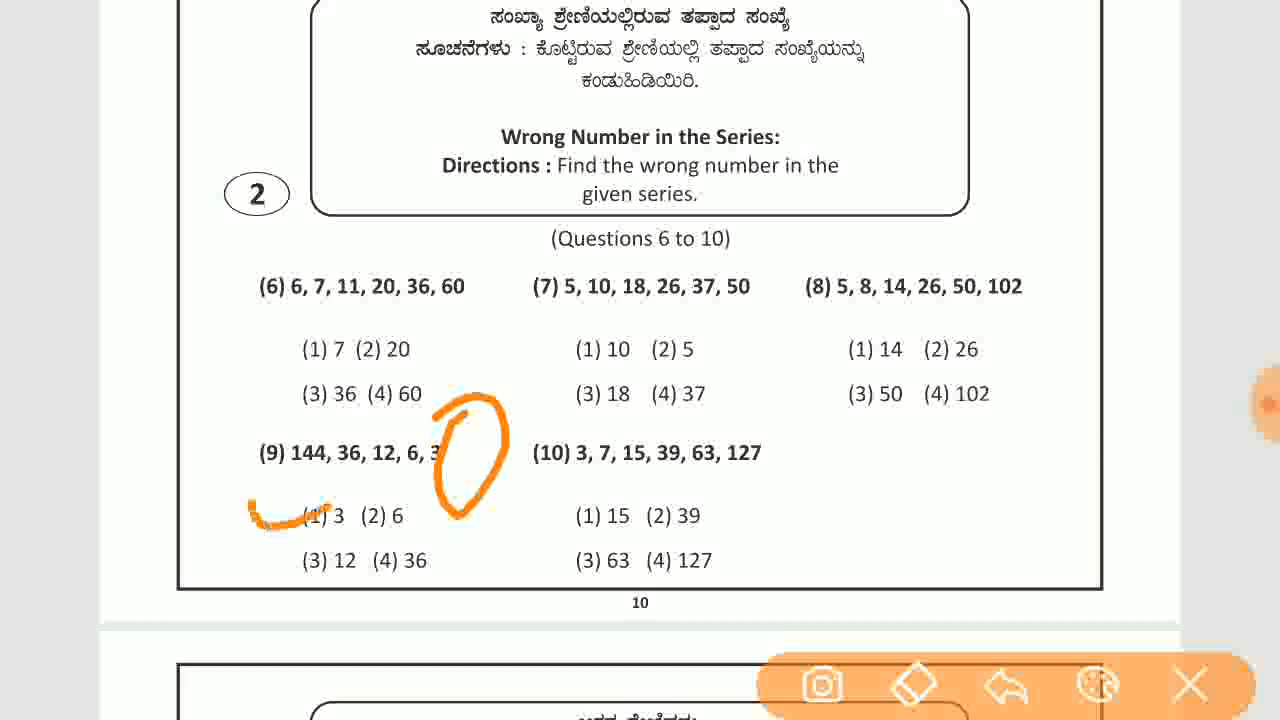 ಸಂಖ್ಯಾ ಶ್ರೇಣಿಯಲ್ಲಿರುವ ತಪ್ಪಾದ ಸಂಖ್ಯೆ
ಸೂಚನೆಗಳು : ಕೊಟ್ಟಿರುವ ಶ್ರೇಣಿಯಲ್ಲಿ ತಪ್ಪಾದ ಸಂಖ್ಯೆಯನ್ನು
ಕಂಡುಹಿಡಿಯಿರಿ.
Wrong Number in the Series:
Directions : Find the wrong number in the
given series.
2
(Questions 6 to 10)
(6) 6, 7, 11, 20, 36, 60 (7) 5, 10, 18, 26, 37, 50 (8) 5, 8, 14, 26, 50, 102
(1) 7 (2) 20 (1) 10 (2) 5 (1) 14 (2) 26
(3) 36 (4) 60 (3) 18 (4) 37 (3) 50 (4) 102
(9) 144, 36, 12, 6, 3 (10) 3, 7, 15, 39, 63, 127
(1) 3 (2) 6 (1) 15 (2) 39
(3) 12 (4) 36 (3) 63 (4) 127
10